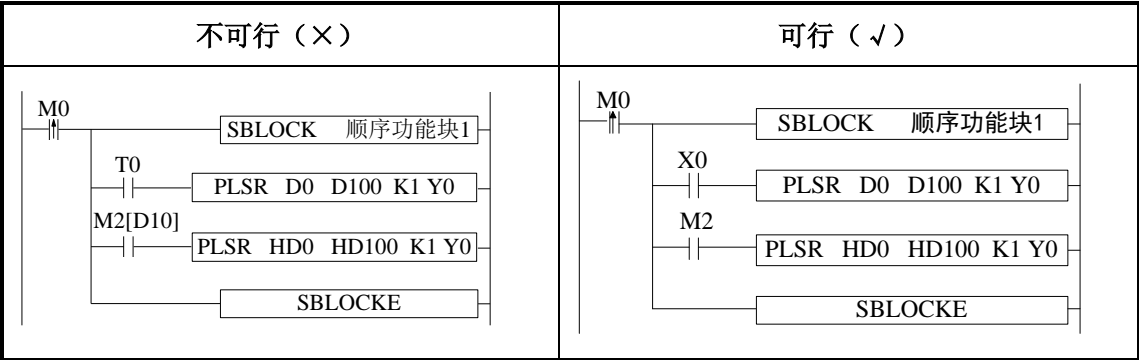 不可行（×）
可行（√）
M0
SBLOCK 顺序功能块1
T0
PLSR D0 D100 K1 Y0
M2[D10]
PLSR HD0 HD100 K1 Y0
SBLOCKE
M0
SBLOCK 顺序功能块1
X0
PLSR D0 D100 K1 Y0
M2
PLSR HD0 HD100 K1 Y0
SBLOCKE